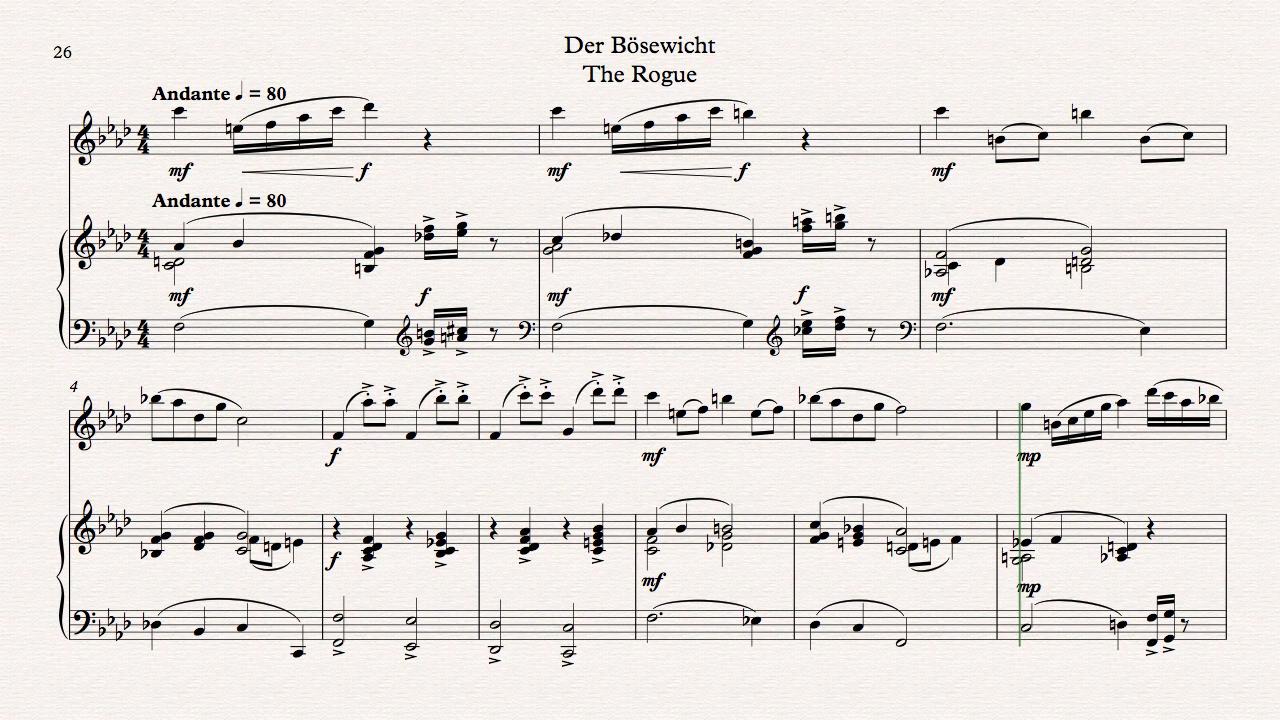 26
Der Bösewicht
The Rogue
Andante ♩ = 80
mf f mf f mf
Andante ♩ = 80
mf f mf f mf
4
f mf mp
f mf mp